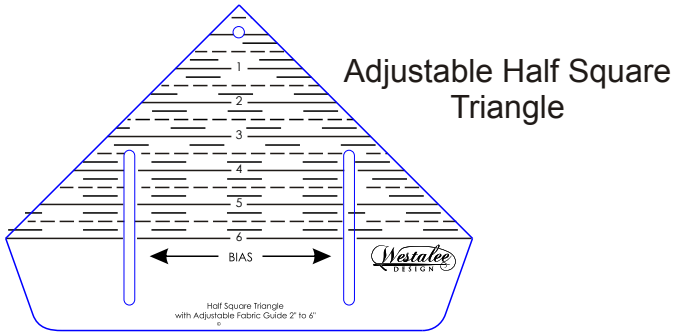 Adjustable Half Square
Triangle
1
2
3
4
5
6
BIAS
Westalee
DESIGN
Half Square Triangle
with Adjustable Fabric Guide 2" to 6"
©